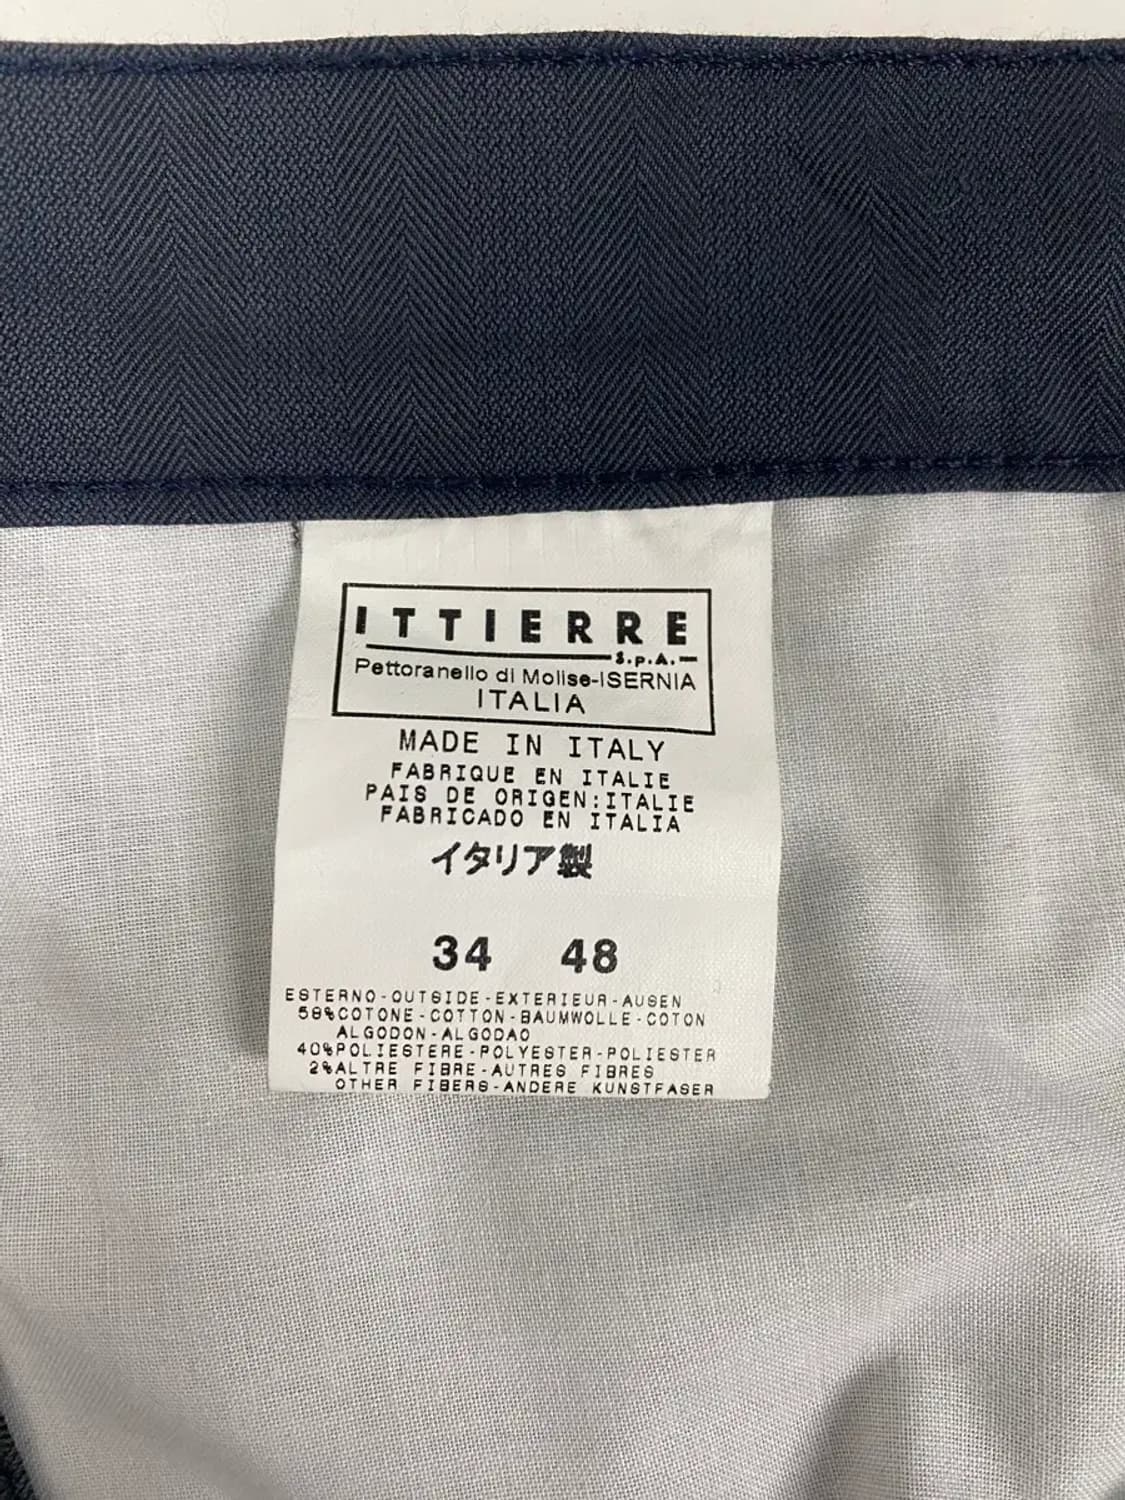 ITTIERRE
S.p.A.
Pettoranello di Molise-ISERNIA
ITALIA
MADE IN ITALY
FABRIQUE EN ITALIE
PAIS DE ORIGEN:ITALIE
FABRICADO EN ITALIA
イタリア製
34 48
ESTERNO-OUTSIDE-EXTERIEUR-AUSEN
58%COTONE-COTTON-BAUMWOLLE-COTON
ALGODON-ALGODAO
40%POLIESTERE-POLYESTER-POLIESTER
2%ALTRE FIBRE-AUTRES FIBRES
OTHER FIBERS-ANDERE KUNSTFASER